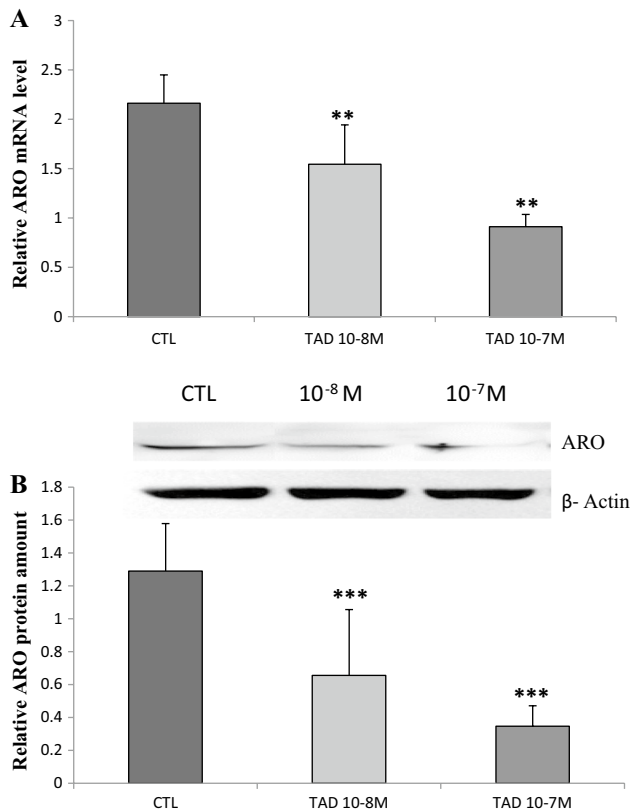 A
Relative ARO mRNA level
3
2.5
2
1.5
1
0.5
0
**
**
CTL
TAD 10-8M
TAD 10-7M
CTL
10⁻⁸ M
10⁻⁷M
ARO
β- Actin
B
Relative ARO protein amount
1.8
1.6
1.4
1.2
1
0.8
0.6
0.4
0.2
0
***
***
CTL
TAD 10-8M
TAD 10-7M